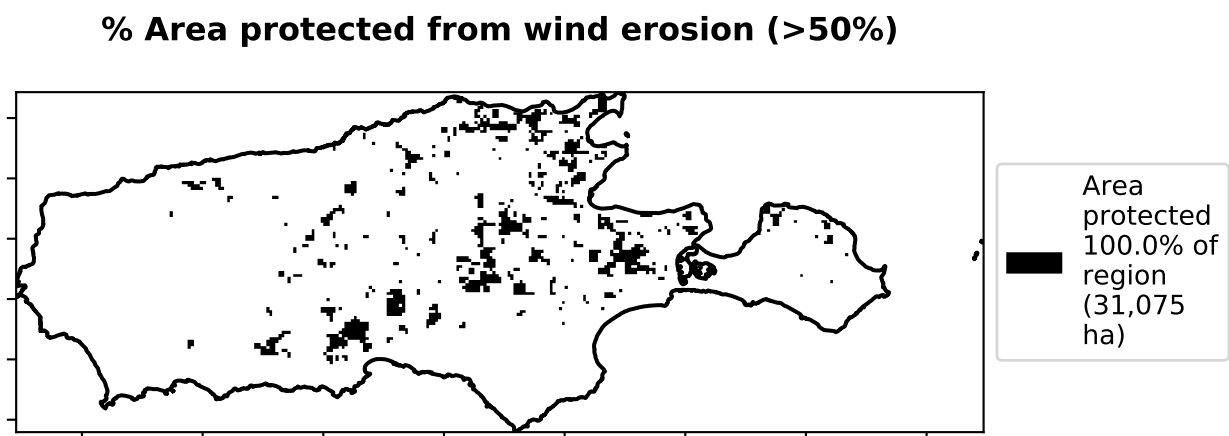 % Area protected from wind erosion (>50%)
Area
protected
100.0% of
region
(31,075
ha)